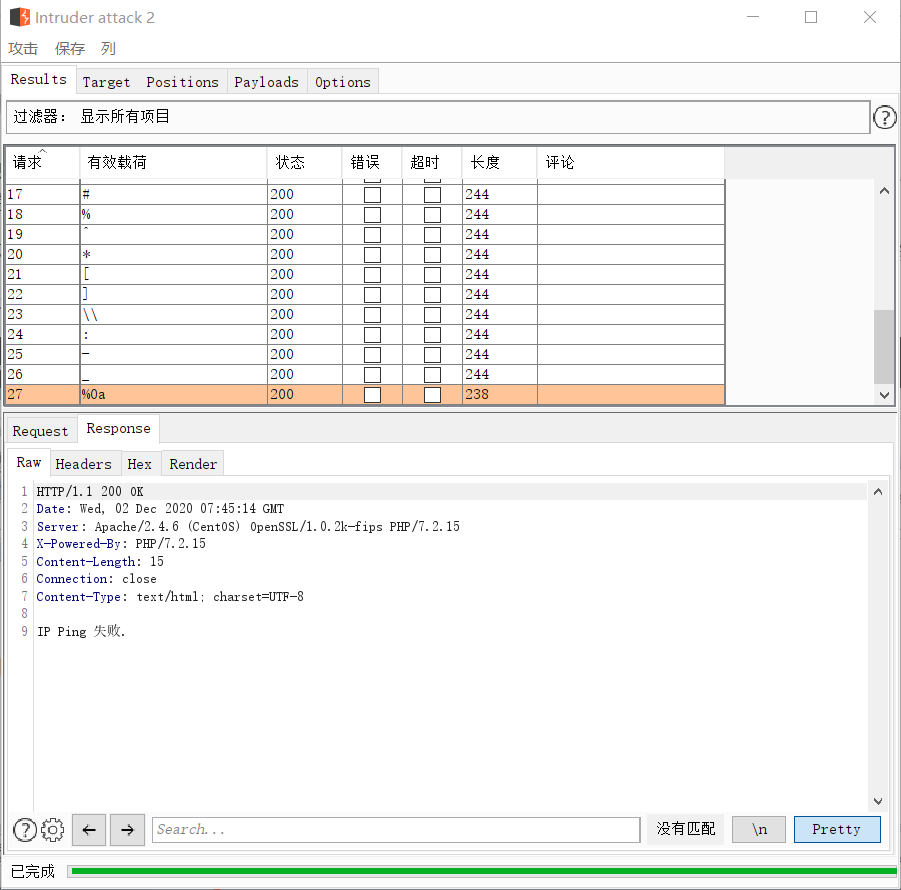 Intruder attack 2
攻击 保存 列
Results Target Positions Payloads Options
过滤器： 显示所有项目
请求 有效载荷 状态 错误 超时 长度 评论
17 # 200 244
18 % 200 244
19 ^ 200 244
20 * 200 244
21 [ 200 244
22 ] 200 244
23 \\ 200 244
24 : 200 244
25 - 200 244
26 _ 200 244
27 %0a 200 238
Request Response
Raw Headers Hex Render
1 HTTP/1.1 200 OK
2 Date: Wed, 02 Dec 2020 07:45:14 GMT
3 Server: Apache/2.4.6 (CentOS) OpenSSL/1.0.2k-fips PHP/7.2.15
4 X-Powered-By: PHP/7.2.15
5 Content-Length: 15
6 Connection: close
7 Content-Type: text/html; charset=UTF-8
8
9 IP Ping 失败.
Search... 没有匹配 \n Pretty
已完成